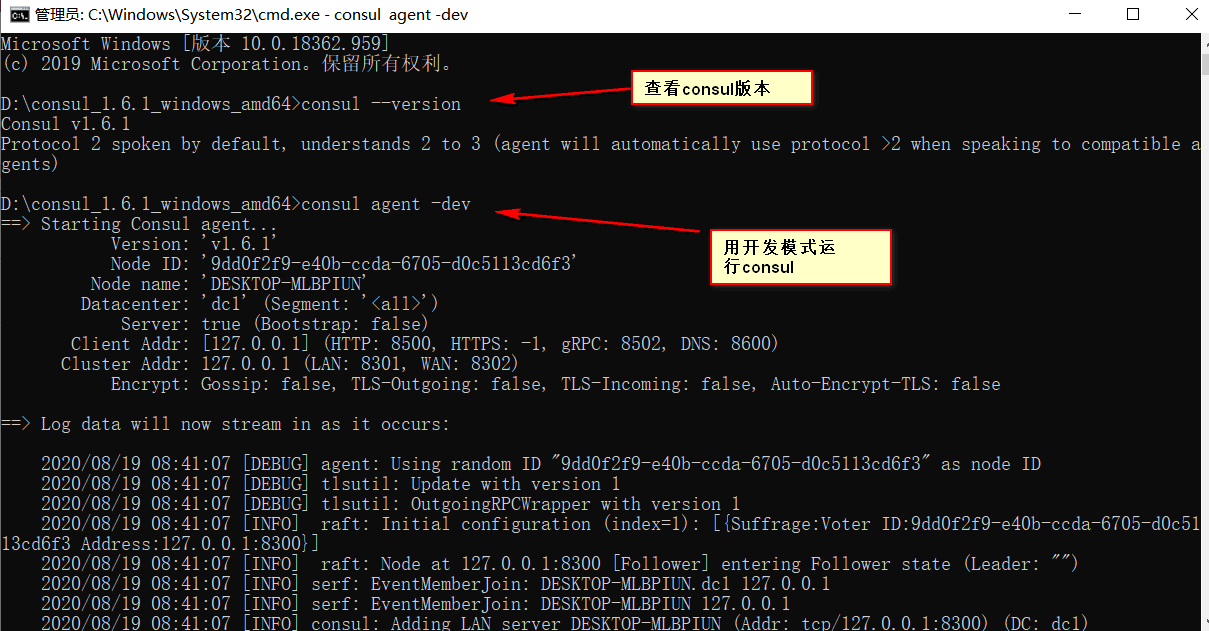 管理员: C:\Windows\System32\cmd.exe - consul  agent -dev
Microsoft Windows [版本 10.0.18362.959]
(c) 2019 Microsoft Corporation。保留所有权利。
D:\consul_1.6.1_windows_amd64>consul --version
查看consul版本
Consul v1.6.1
Protocol 2 spoken by default, understands 2 to 3 (agent will automatically use protocol >2 when speaking to compatible a
gents)
D:\consul_1.6.1_windows_amd64>consul agent -dev
==> Starting Consul agent...
Version: 'v1.6.1'
用开发模式运
行consul
Node ID: '9dd0f2f9-e40b-ccda-6705-d0c5113cd6f3'
Node name: 'DESKTOP-MLBPIUN'
Datacenter: 'dc1' (Segment: '<all>')
Server: true (Bootstrap: false)
Client Addr: [127.0.0.1] (HTTP: 8500, HTTPS: -1, gRPC: 8502, DNS: 8600)
Cluster Addr: 127.0.0.1 (LAN: 8301, WAN: 8302)
Encrypt: Gossip: false, TLS-Outgoing: false, TLS-Incoming: false, Auto-Encrypt-TLS: false
==> Log data will now stream in as it occurs:
2020/08/19 08:41:07 [DEBUG] agent: Using random ID "9dd0f2f9-e40b-ccda-6705-d0c5113cd6f3" as node ID
2020/08/19 08:41:07 [DEBUG] tlsutil: Update with version 1
2020/08/19 08:41:07 [DEBUG] tlsutil: OutgoingRPCWrapper with version 1
2020/08/19 08:41:07 [INFO]  raft: Initial configuration (index=1): [{Suffrage:Voter ID:9dd0f2f9-e40b-ccda-6705-d0c51
13cd6f3 Address:127.0.0.1:8300}]
2020/08/19 08:41:07 [INFO]  raft: Node at 127.0.0.1:8300 [Follower] entering Follower state (Leader: "")
2020/08/19 08:41:07 [INFO] serf: EventMemberJoin: DESKTOP-MLBPIUN.dc1 127.0.0.1
2020/08/19 08:41:07 [INFO] serf: EventMemberJoin: DESKTOP-MLBPIUN 127.0.0.1
2020/08/19 08:41:07 [INFO] consul: Adding LAN server DESKTOP-MLBPIUN (Addr: tcp/127.0.0.1:8300) (DC: dc1)